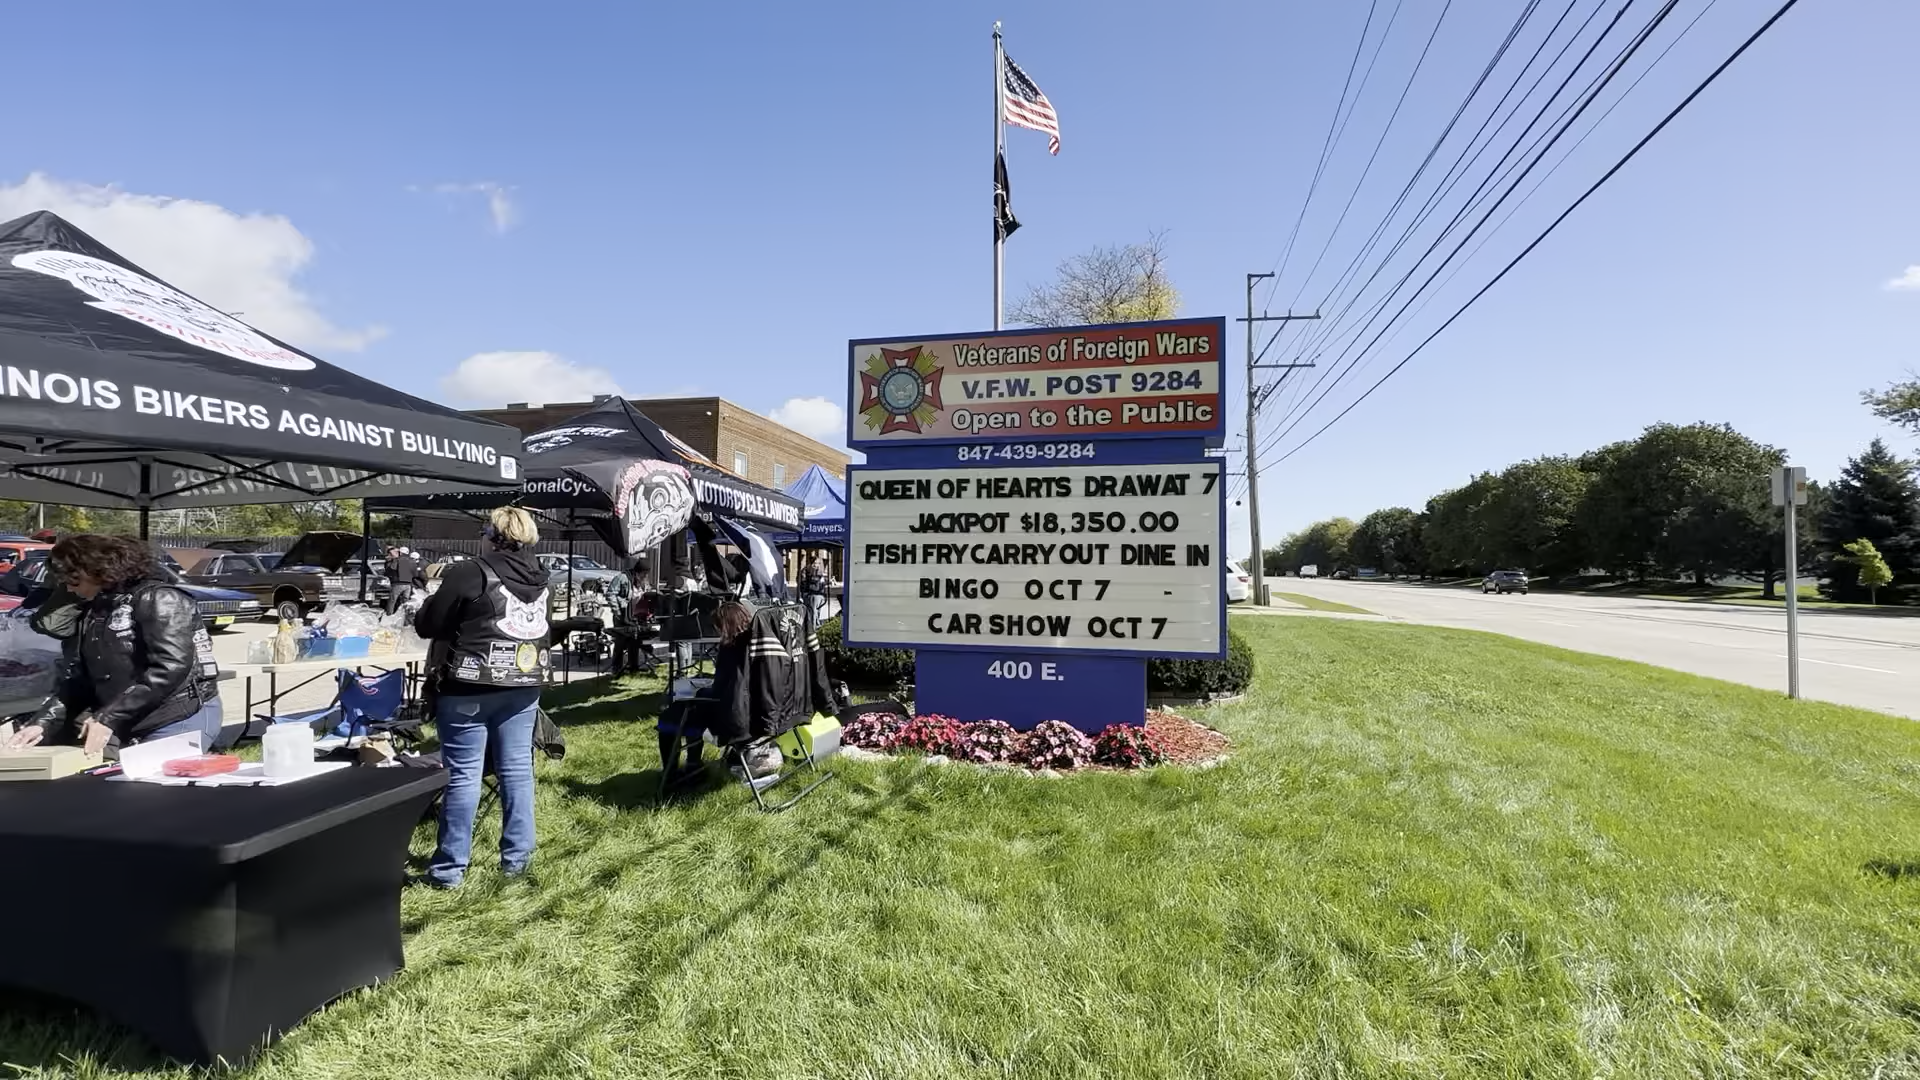 INOIS BIKERS AGAINST BULLYING
ionalCyc
MOTORCYCLE LAWYERS
-lawyers.
Veterans of Foreign Wars
V.F.W. POST 9284
Open to the Public
847-439-9284
QUEEN OF HEARTS DRAWAT 7
JACKPOT $18,350.00
FISH FRY CARRY OUT DINE IN
BINGO OCT 7 -
CAR SHOW OCT 7
400 E.